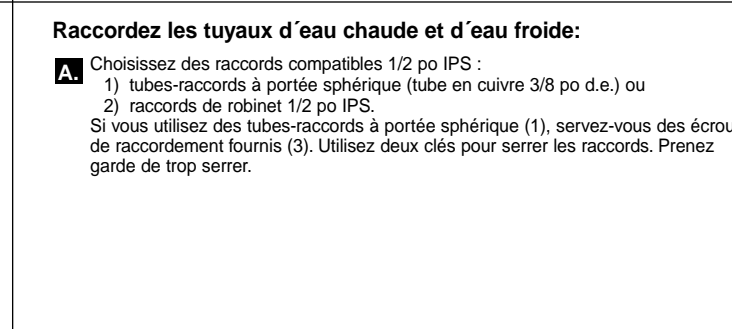 Raccordez les tuyaux d´eau chaude et d´eau froide:
A. Choisissez des raccords compatibles 1/2 po IPS :
1) tubes-raccords à portée sphérique (tube en cuivre 3/8 po d.e.) ou
2) raccords de robinet 1/2 po IPS.
Si vous utilisez des tubes-raccords à portée sphérique (1), servez-vous des écrou
de raccordement fournis (3). Utilisez deux clés pour serrer les raccords. Prenez
garde de trop serrer.